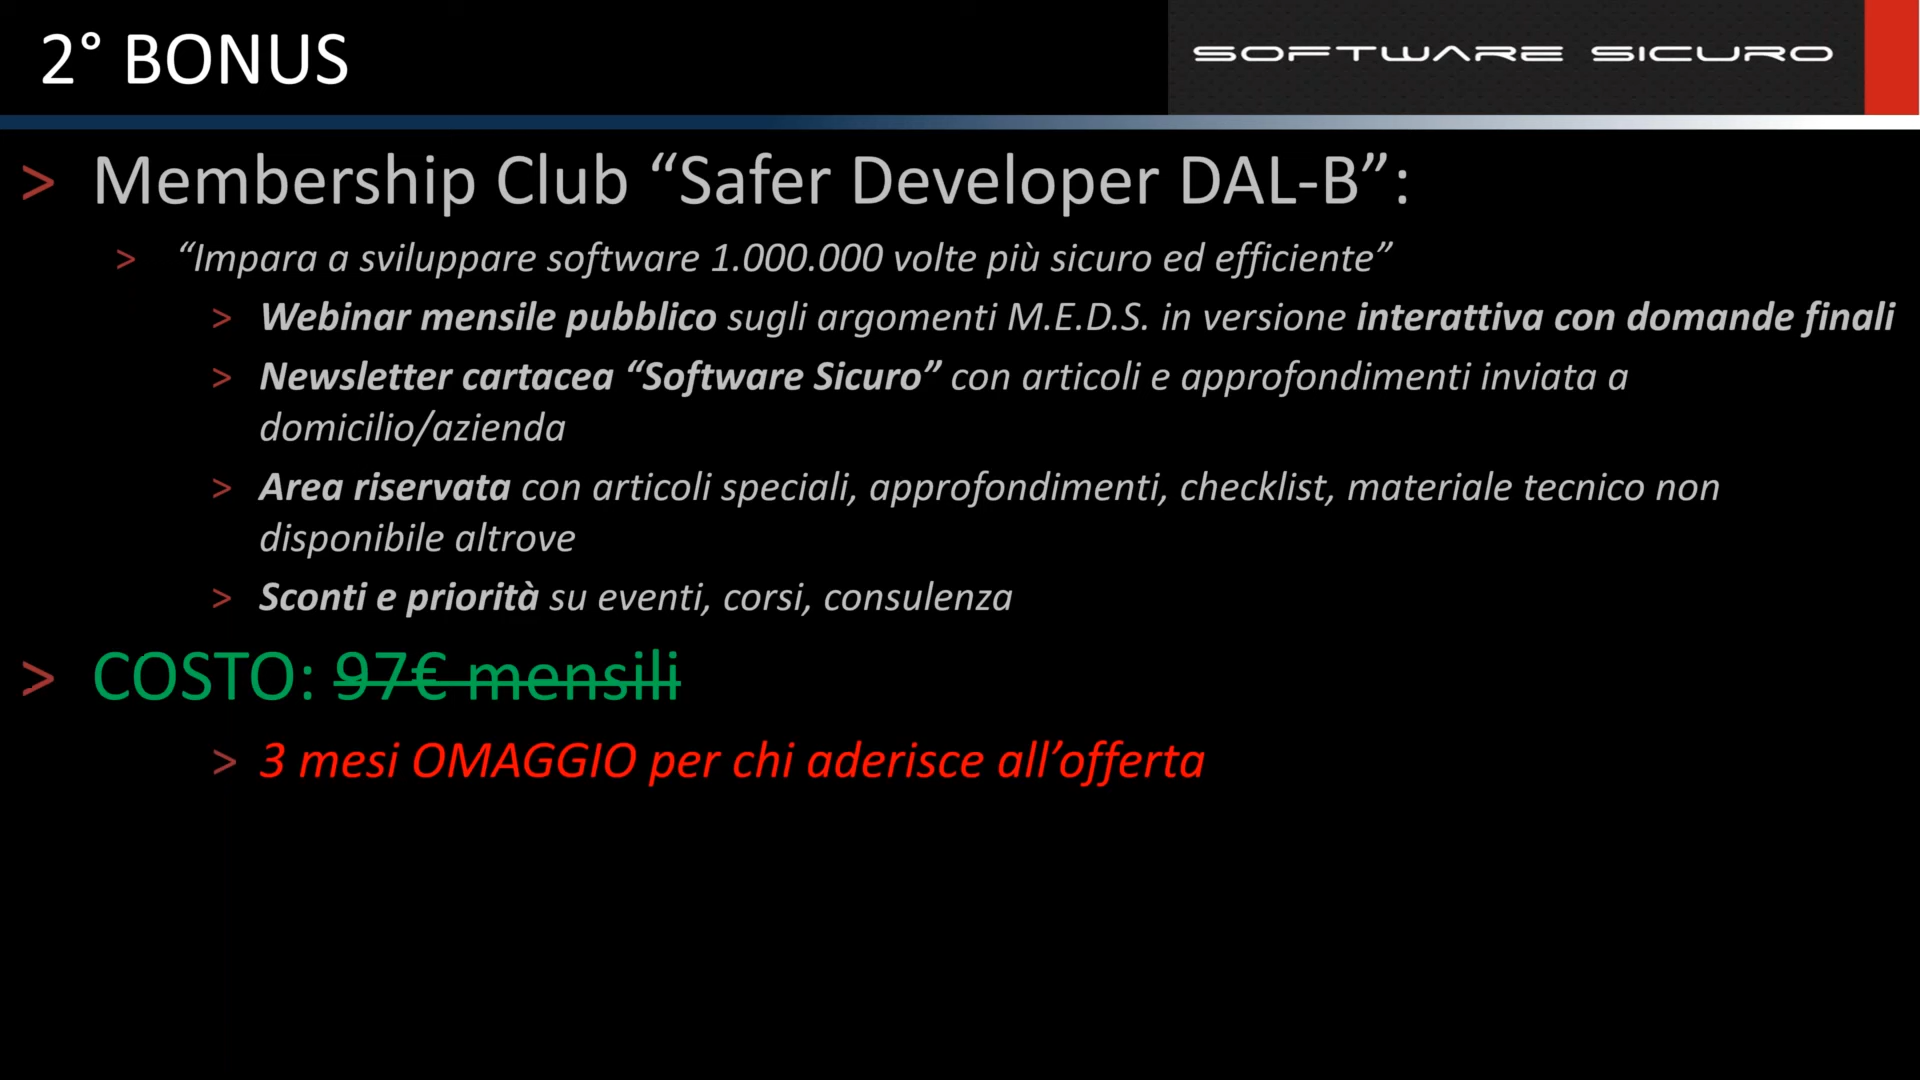 2° BONUS
SOFTWARE SICURO
> Membership Club “Safer Developer DAL-B”:
> “Impara a sviluppare software 1.000.000 volte più sicuro ed efficiente”
> Webinar mensile pubblico sugli argomenti M.E.D.S. in versione interattiva con domande finali
> Newsletter cartacea “Software Sicuro” con articoli e approfondimenti inviata a
domicilio/azienda
> Area riservata con articoli speciali, approfondimenti, checklist, materiale tecnico non
disponibile altrove
> Sconti e priorità su eventi, corsi, consulenza
> COSTO: 97€ mensili
> 3 mesi OMAGGIO per chi aderisce all’offerta